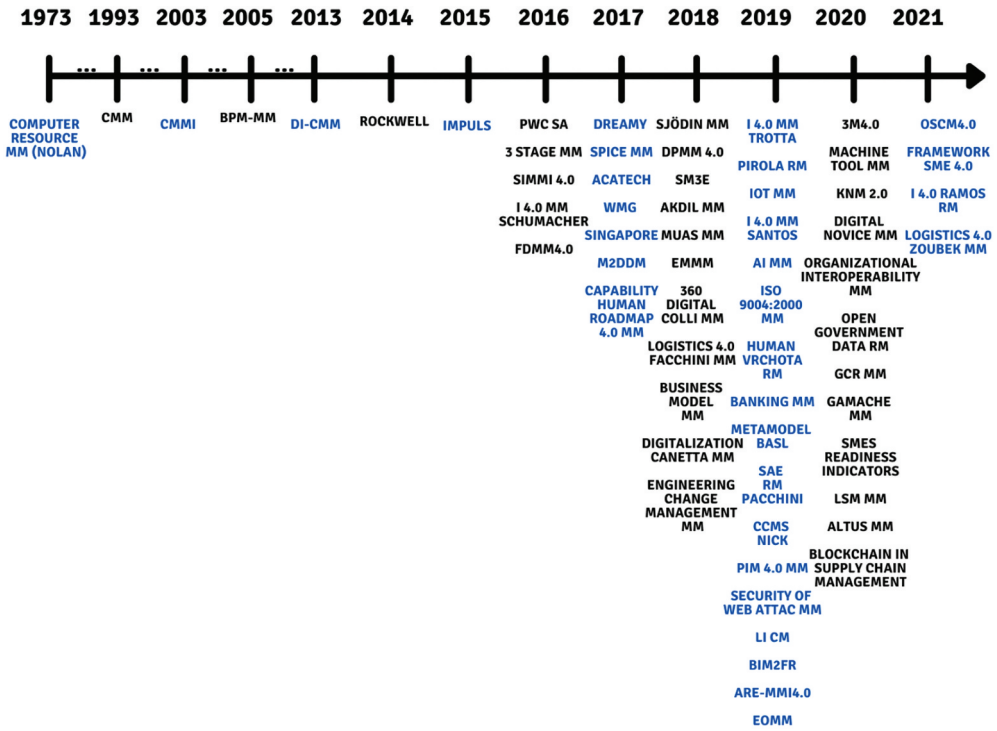 1973 1993 2003 2005 2013 2014 2015 2016 2017 2018 2019 2020 2021
... ... ... ...
COMPUTER
RESOURCE
MM (NOLAN)
CMM
CMMI
BPM-MM
DI-CMM
ROCKWELL
IMPULS
PWC SA
3 STAGE MM
SIMMI 4.0
I 4.0 MM
SCHUMACHER
FDMM4.0
DREAMY
SPICE MM
ACATECH
WMG
SINGAPORE
M2DDM
CAPABILITY
HUMAN
ROADMAP
4.0 MM
SJÖDIN MM
DPMM 4.0
SM3E
AKDIL MM
MUAS MM
EMMM
360
DIGITAL
COLLI MM
LOGISTICS 4.0
FACCHINI MM
BUSINESS
MODEL
MM
DIGITALIZATION
CANETTA MM
ENGINEERING
CHANGE
MANAGEMENT
MM
I 4.0 MM
TROTTA
PIROLA RM
IOT MM
I 4.0 MM
SANTOS
AI MM
ISO
9004:2000
MM
HUMAN
VRCHOTA
RM
BANKING MM
METAMODEL
BASL
SAE
RM
PACCHINI
CCMS
NICK
PIM 4.0 MM
SECURITY OF
WEB ATTAC MM
LI CM
BIM2FR
ARE-MMI4.0
EOMM
3M4.0
MACHINE
TOOL MM
KNM 2.0
DIGITAL
NOVICE MM
ORGANIZATIONAL
INTEROPERABILITY
MM
OPEN
GOVERNMENT
DATA RM
GCR MM
GAMACHE
MM
SMES
READINESS
INDICATORS
LSM MM
ALTUS MM
BLOCKCHAIN IN
SUPPLY CHAIN
MANAGEMENT
OSCM4.0
FRAMEWORK
SME 4.0
I 4.0 RAMOS
RM
LOGISTICS 4.0
ZOUBEK MM